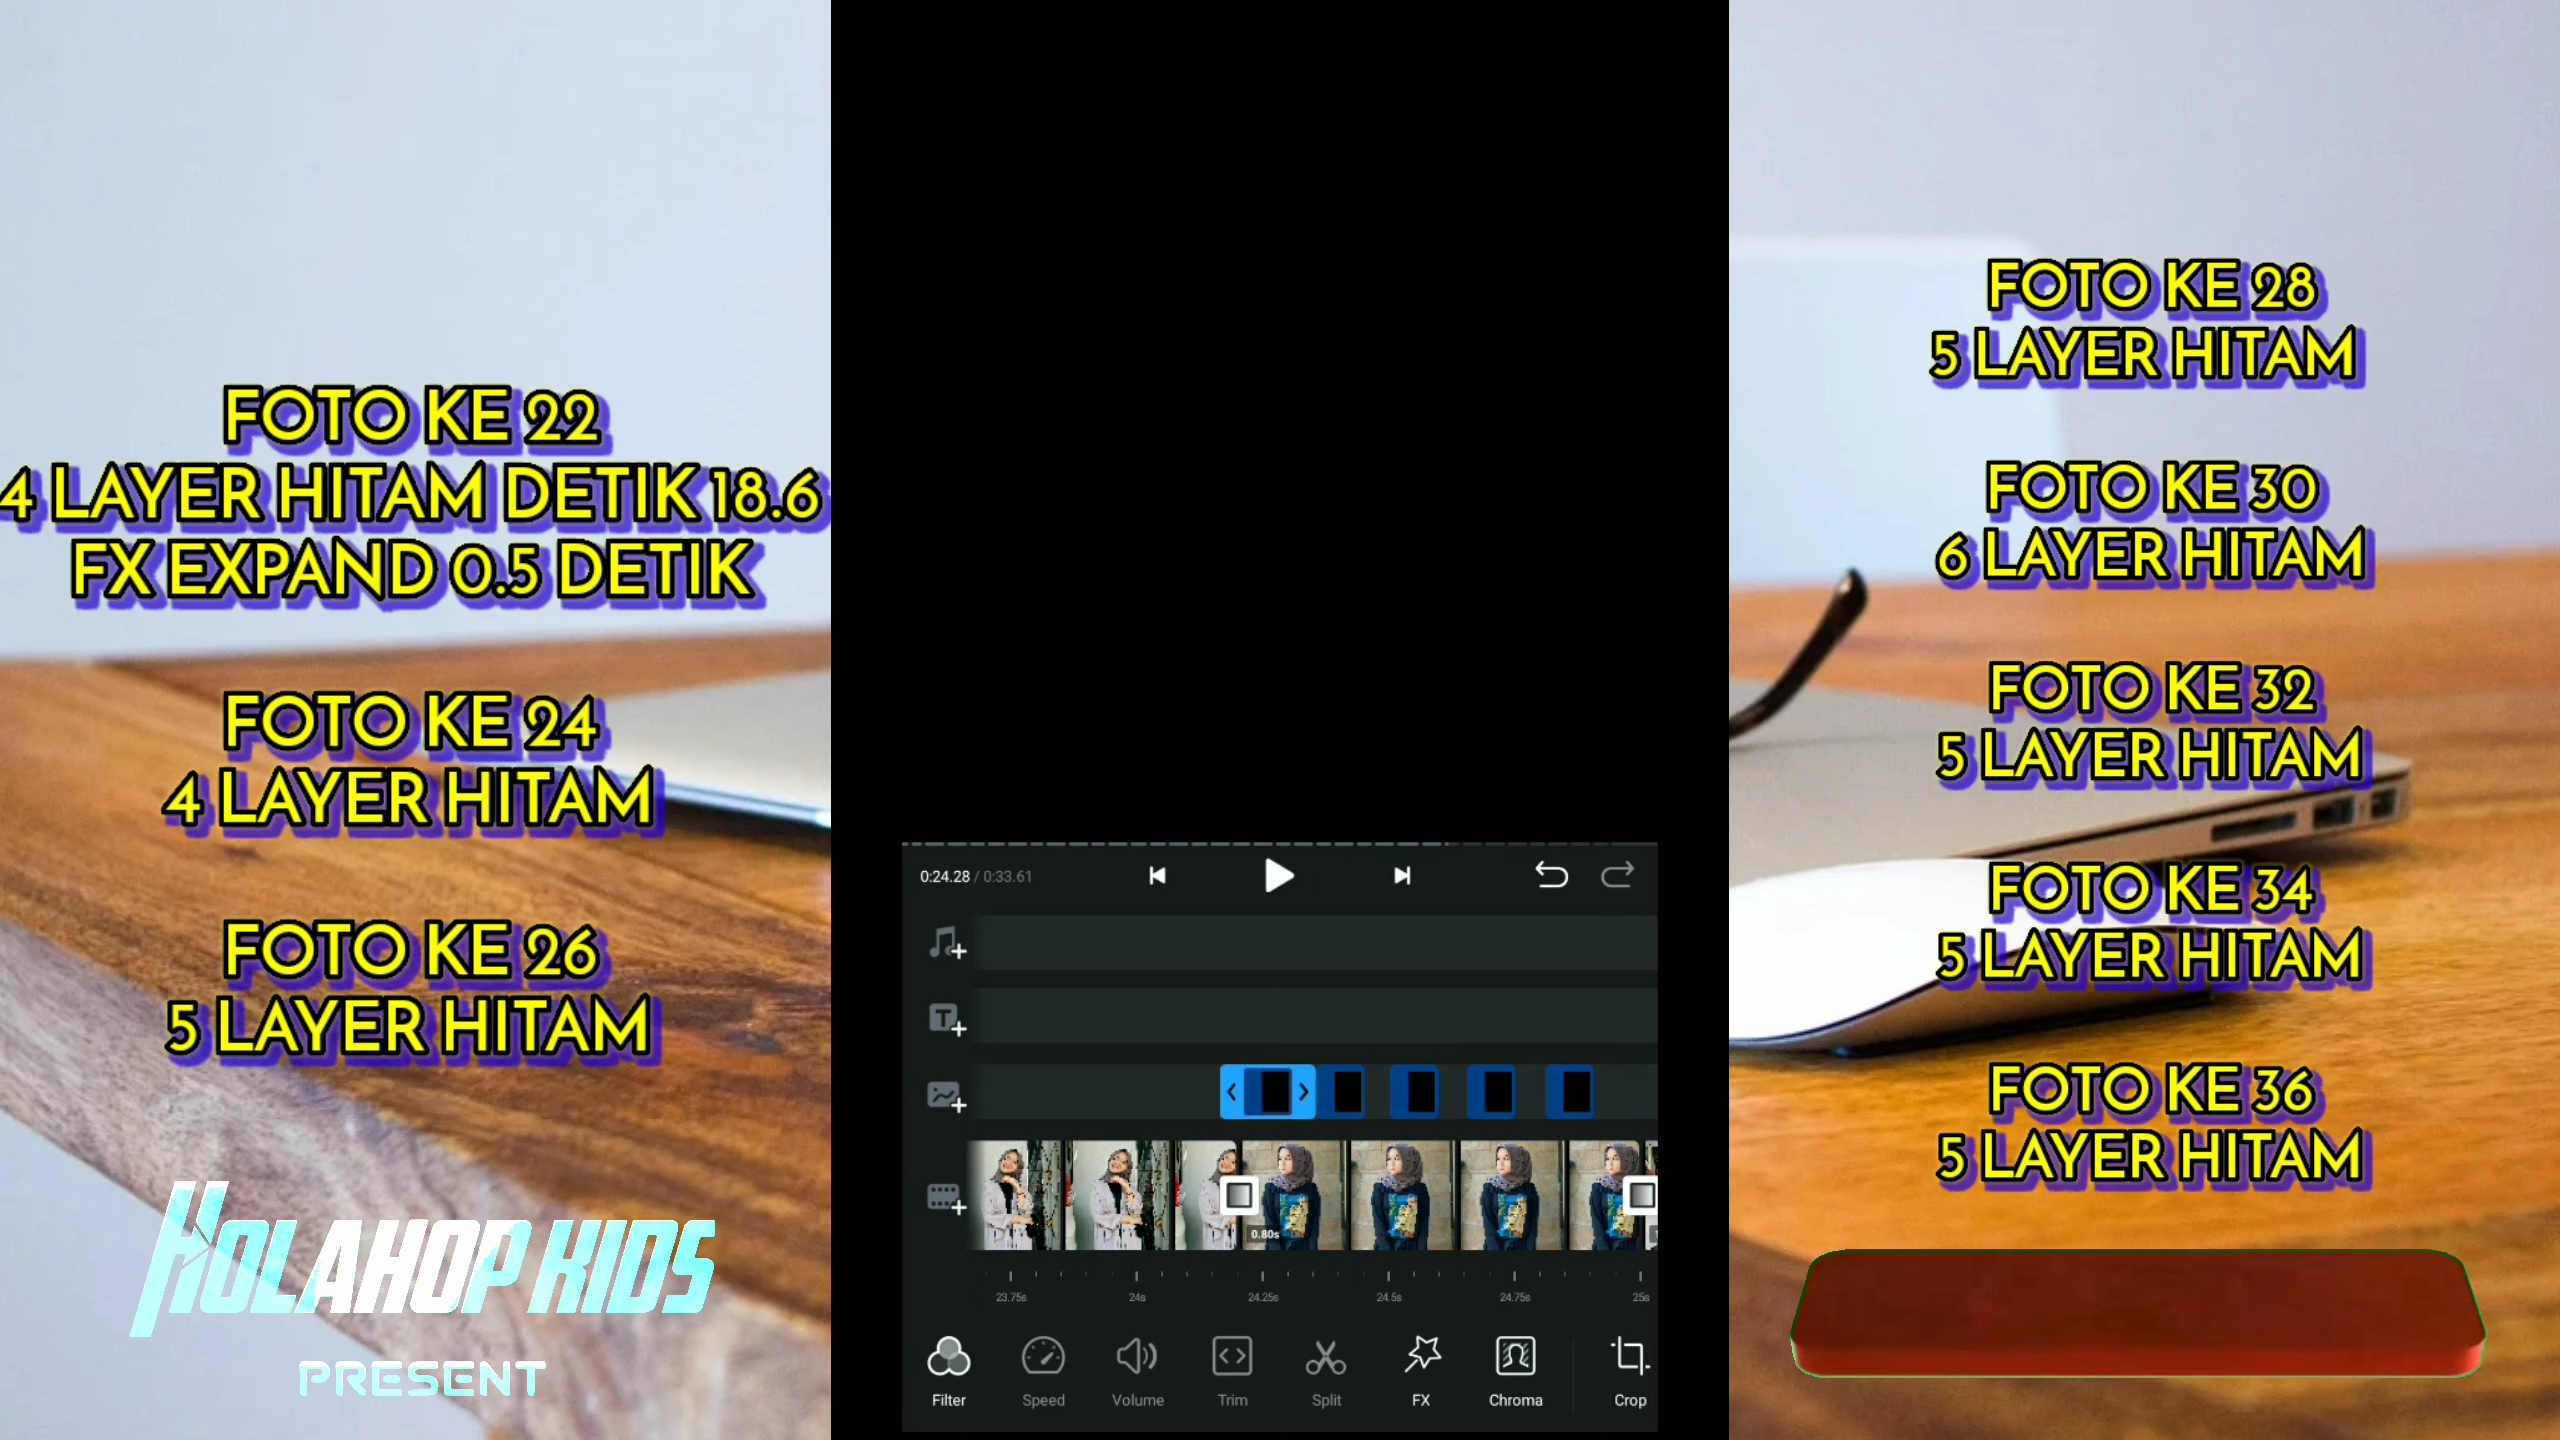 FOTO KE 22
4 LAYER HITAM DETIK 18.6
FX EXPAND 0.5 DETIK
FOTO KE 24
4 LAYER HITAM
FOTO KE 26
5 LAYER HITAM
HOLAHOP KIDS
PRESENT
0:24.28 / 0:33.61
0.80s
23.75s 24s 24.25s 24.5s 24.75s 25s
Filter Speed Volume Trim Split FX Chroma Crop
FOTO KE 28
5 LAYER HITAM
FOTO KE 30
6 LAYER HITAM
FOTO KE 32
5 LAYER HITAM
FOTO KE 34
5 LAYER HITAM
FOTO KE 36
5 LAYER HITAM